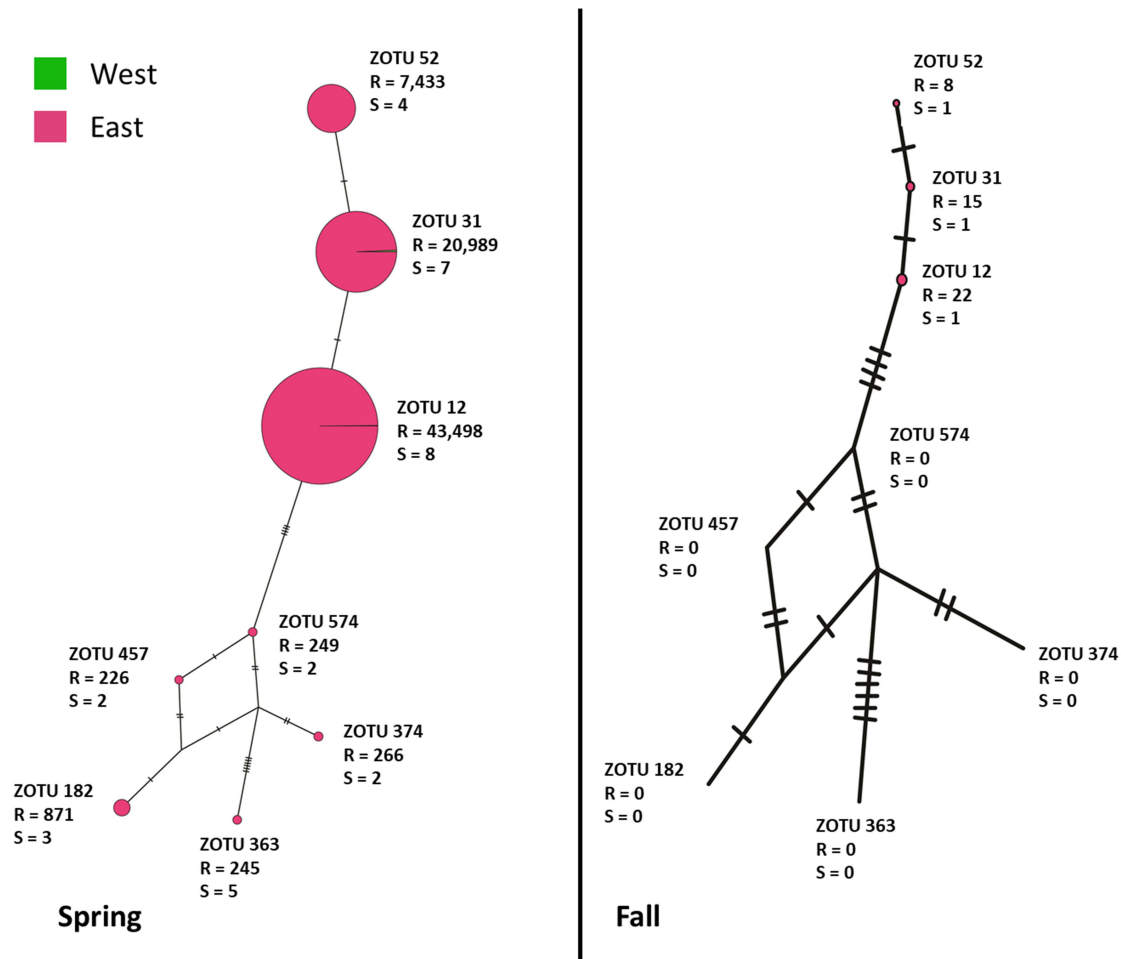 West
East
ZOTU 52
R = 7,433
S = 4
ZOTU 31
R = 20,989
S = 7
ZOTU 12
R = 43,498
S = 8
ZOTU 574
R = 249
S = 2
ZOTU 457
R = 226
S = 2
ZOTU 374
R = 266
S = 2
ZOTU 182
R = 871
S = 3
ZOTU 363
R = 245
S = 5
Spring
ZOTU 52
R = 8
S = 1
ZOTU 31
R = 15
S = 1
ZOTU 12
R = 22
S = 1
ZOTU 574
R = 0
S = 0
ZOTU 457
R = 0
S = 0
ZOTU 374
R = 0
S = 0
ZOTU 182
R = 0
S = 0
ZOTU 363
R = 0
S = 0
Fall